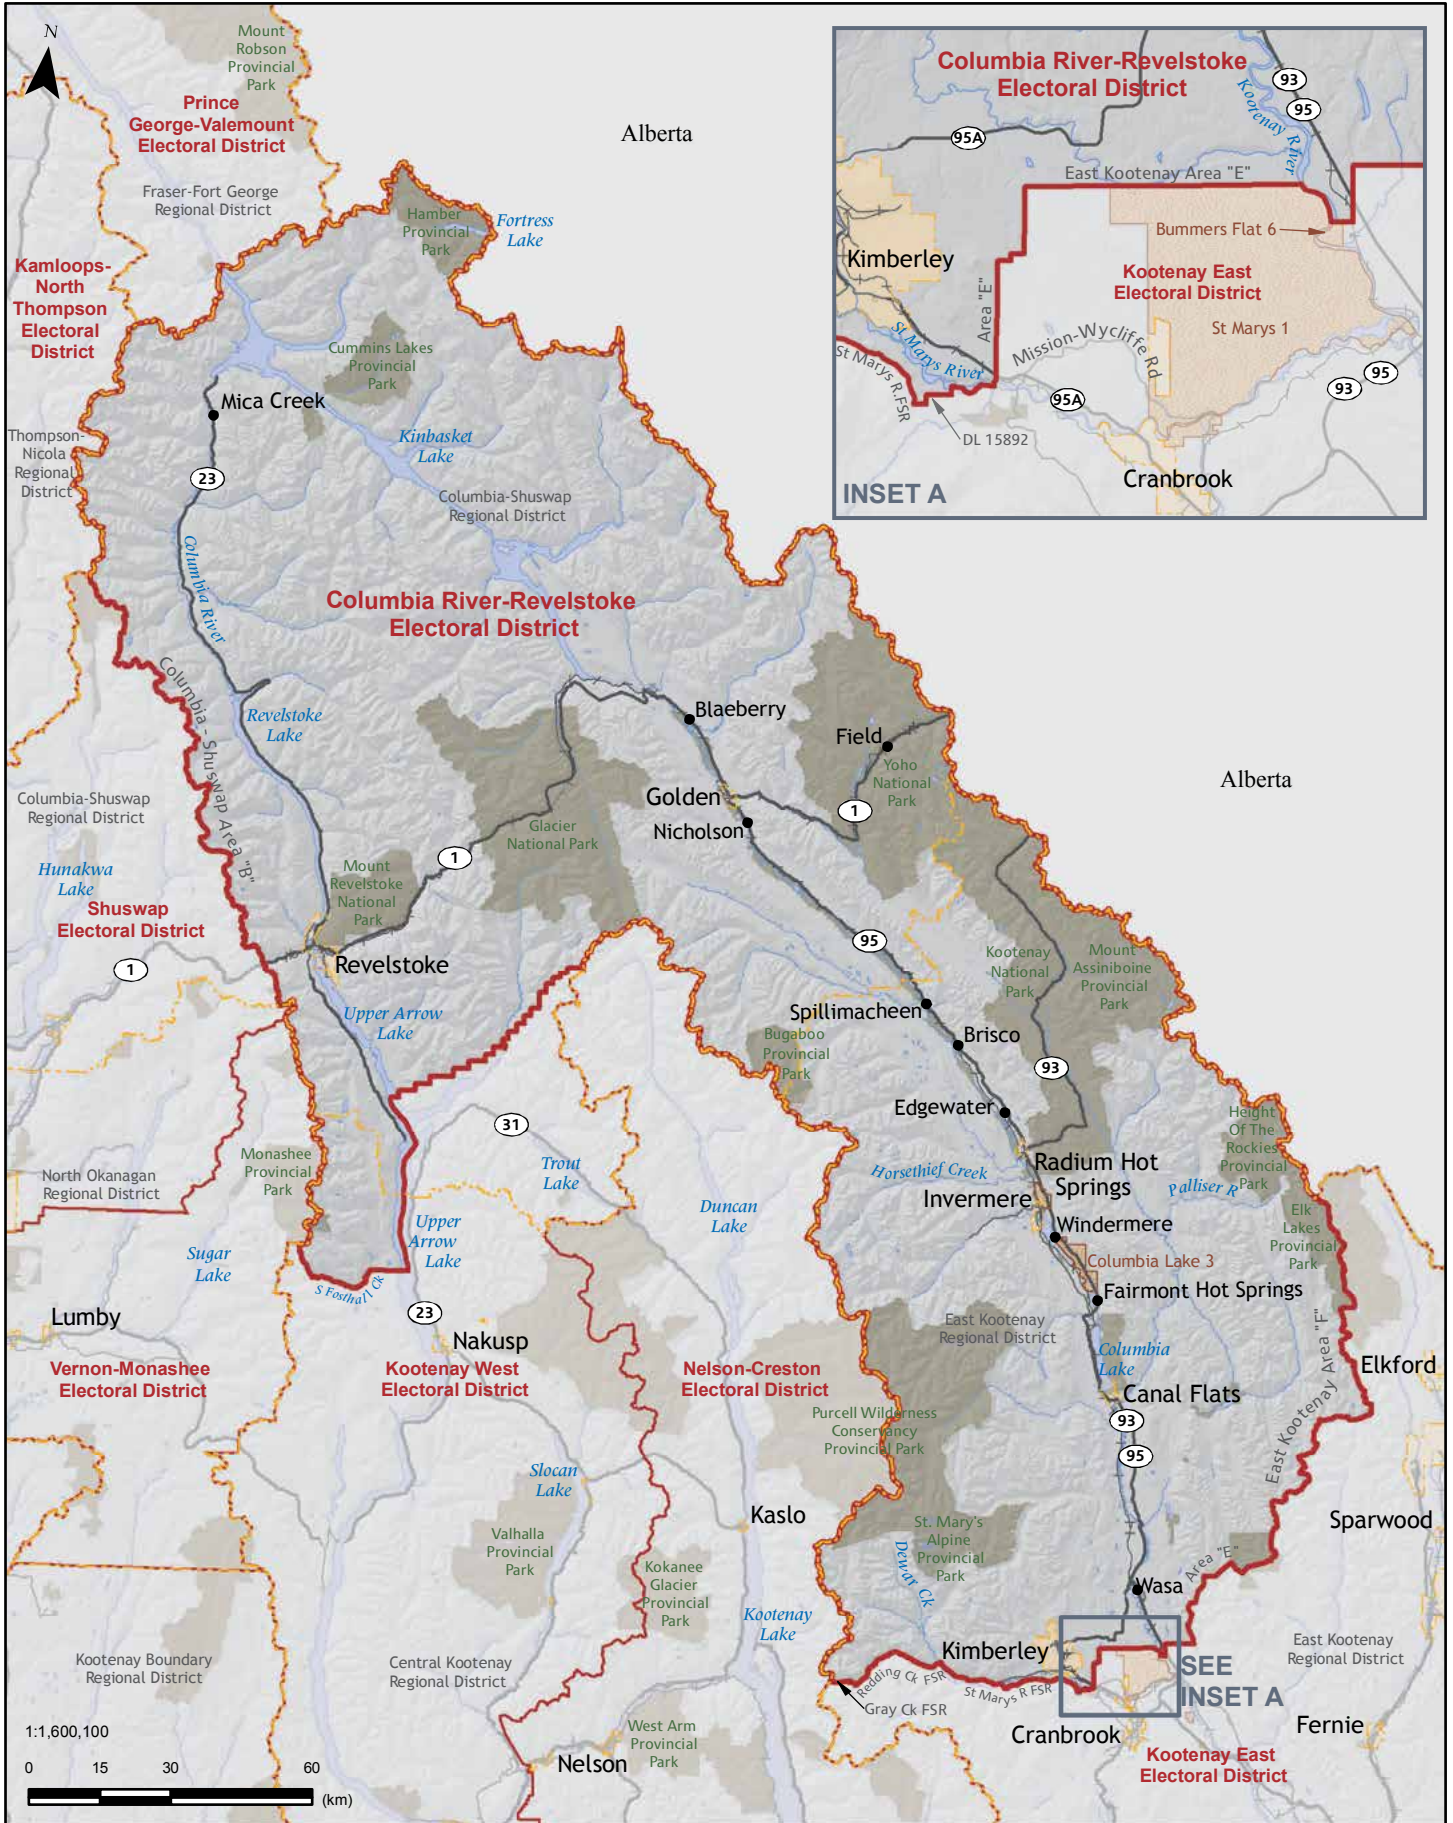 N
Mount
Robson
Provincial
Park
Prince
George-Valemount
Electoral District
Fraser-Fort George
Regional District
Alberta
Kamloops-
North
Thompson
Electoral
District
Hamber
Provincial
Park
Fortress
Lake
Cummins Lakes
Provincial
Park
Mica Creek
Thompson-
Nicola
Regional
District
23
Kinbasket
Lake
Columbia-Shuswap
Regional District
Columbia River
Columbia River-Revelstoke
Electoral District
Columbia - Shuswap Area "B"
Revelstoke
Lake
Blaeberry
Field
Yoho
National
Park
Alberta
Golden
1
Nicholson
Columbia-Shuswap
Regional District
Glacier
National Park
Hunakwa
Lake
Mount
Revelstoke
National
Park
1
Shuswap
Electoral District
1
95
Kootenay
National
Park
Mount
Assiniboine
Provincial
Park
Revelstoke
Upper Arrow
Lake
Spillimacheen
Bugaboo
Provincial
Park
Brisco
93
Edgewater
31
Height
Of The
Rockies
Provincial
Park
Monashee
Provincial
Park
North Okanagan
Regional District
Trout
Lake
Horsethief Creek
Radium Hot
Springs
Palliser R
Invermere
Duncan
Lake
Windermere
Elk
Lakes
Provincial
Park
Upper
Arrow
Lake
Sugar
Lake
Columbia Lake 3
S Fosthall Ck
Fairmont Hot Springs
23
Lumby
Nakusp
East Kootenay
Regional District
Columbia
Lake
East Kootenay Area "F"
Elkford
Vernon-Monashee
Electoral District
Kootenay West
Electoral District
Nelson-Creston
Electoral District
Canal Flats
93
Purcell Wilderness
Conservancy
Provincial Park
95
Slocan
Lake
Kaslo
Sparwood
Valhalla
Provincial
Park
St. Mary's
Alpine
Provincial
Park
Dewar Ck
Area "E"
Kokanee
Glacier
Provincial
Park
Wasa
Kootenay
Lake
Kimberley
East Kootenay
Regional District
Kootenay Boundary
Regional District
Central Kootenay
Regional District
Redding Ck FSR
St Marys R FSR
Gray Ck FSR
SEE
INSET A
West Arm
Provincial
Park
Cranbrook
Fernie
Nelson
Kootenay East
Electoral District
1:1,600,100
0 15 30 60
(km)
Columbia River-Revelstoke
Electoral District
93
95
Kootenay River
95A
East Kootenay Area "E"
Bummers Flat 6
Kimberley
Kootenay East
Electoral District
Area "E"
St Marys 1
St Marys River
Mission-Wycliffe Rd
St Marys R.FSR
95
93
95A
DL 15892
Cranbrook
INSET A